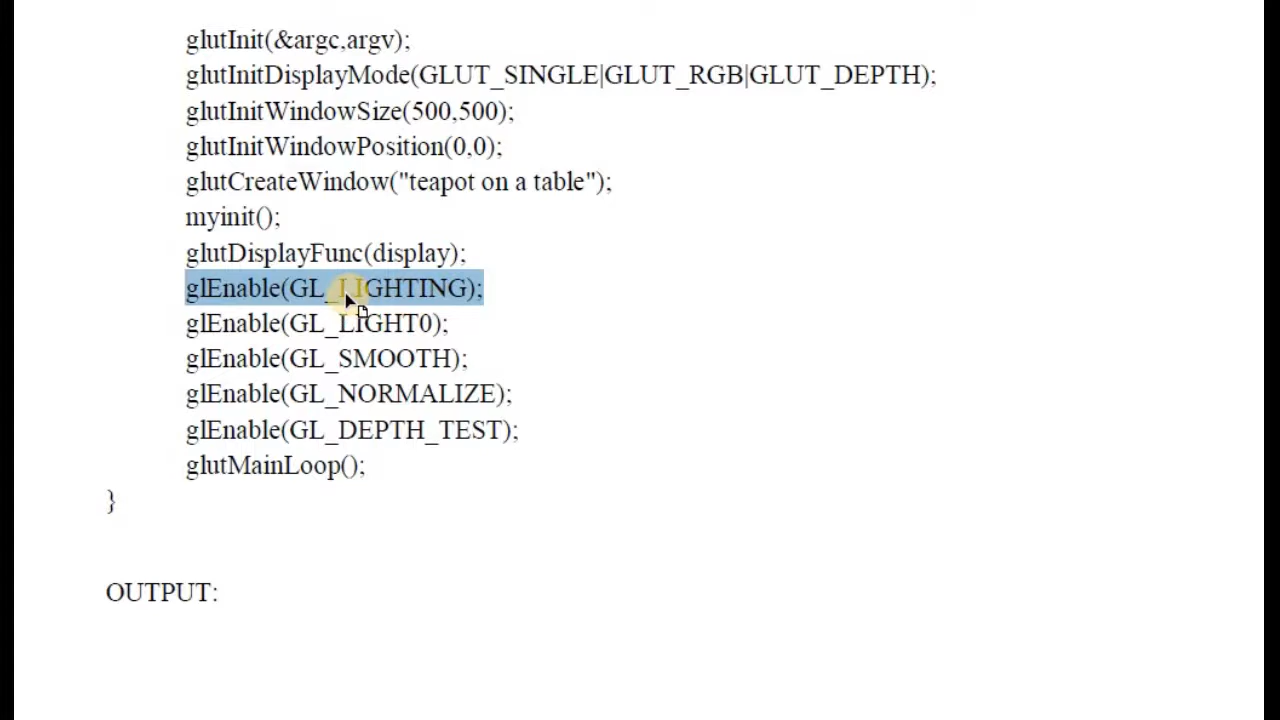 glutInit(&argc,argv);
glutInitDisplayMode(GLUT_SINGLE|GLUT_RGB|GLUT_DEPTH);
glutInitWindowSize(500,500);
glutInitWindowPosition(0,0);
glutCreateWindow("teapot on a table");
myinit();
glutDisplayFunc(display);
glEnable(GL_LIGHTING);
glEnable(GL_LIGHT0);
glEnable(GL_SMOOTH);
glEnable(GL_NORMALIZE);
glEnable(GL_DEPTH_TEST);
glutMainLoop();
}
OUTPUT: